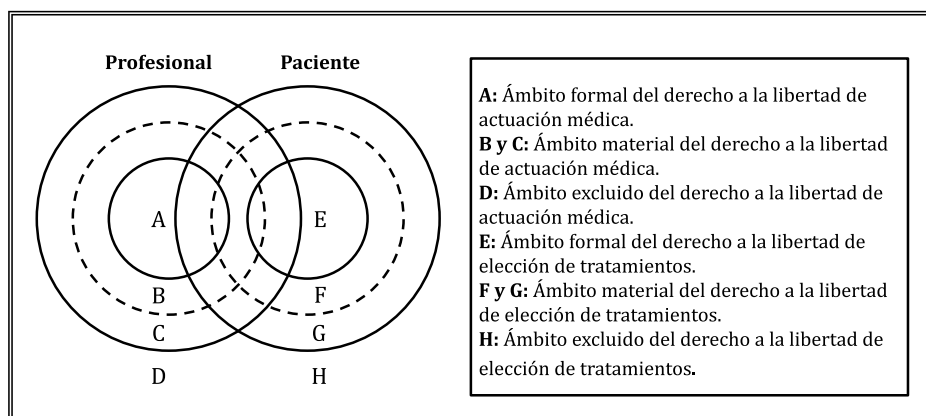 Profesional
Paciente
A
E
B
F
C
G
D
H
A: Ámbito formal del derecho a la libertad de
actuación médica.
B y C: Ámbito material del derecho a la libertad
de actuación médica.
D: Ámbito excluido del derecho a la libertad de
actuación médica.
E: Ámbito formal del derecho a la libertad de
elección de tratamientos.
F y G: Ámbito material del derecho a la libertad
de elección de tratamientos.
H: Ámbito excluido del derecho a la libertad de
elección de tratamientos.